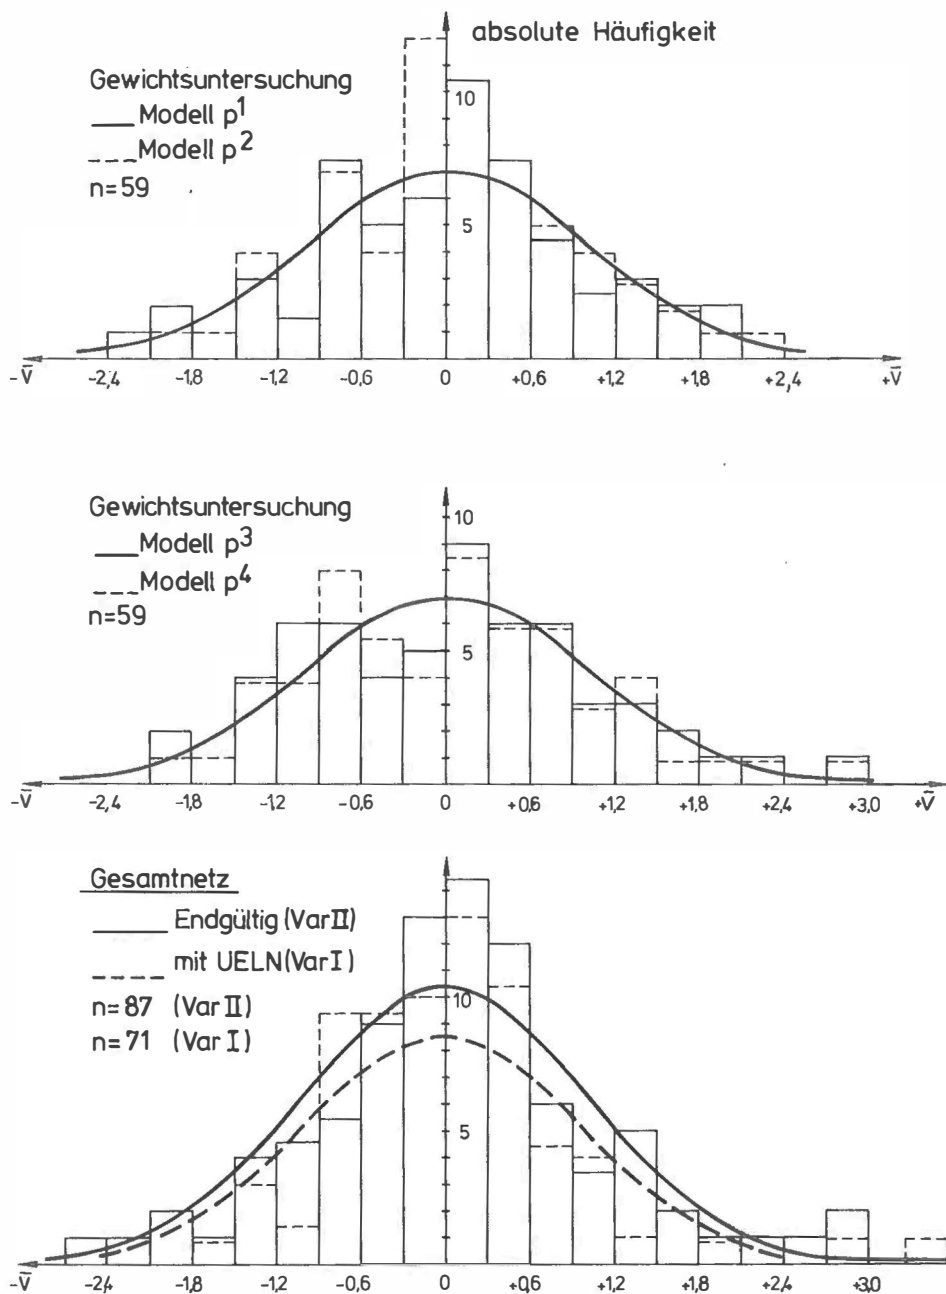 absolute Häufigkeit
Gewichtsuntersuchung
Modell p¹
Modell p²
n=59
10
5
-V̄ -2,4 -1,8 -1,2 -0,6 0 +0,6 +1,2 +1,8 +2,4 +V̄
Gewichtsuntersuchung
Modell p³
Modell p⁴
n=59
10
5
-V̄ -2,4 -1,8 -1,2 -0,6 0 +0,6 +1,2 +1,8 +2,4 +3,0 +V̄
Gesamtnetz
Endgültig (Var II)
mit UELN (Var I)
n=87 (Var II)
n=71 (Var I)
10
5
-V̄ -2,4 -1,8 -1,2 -0,6 0 +0,6 +1,2 +1,8 +2,4 +3,0